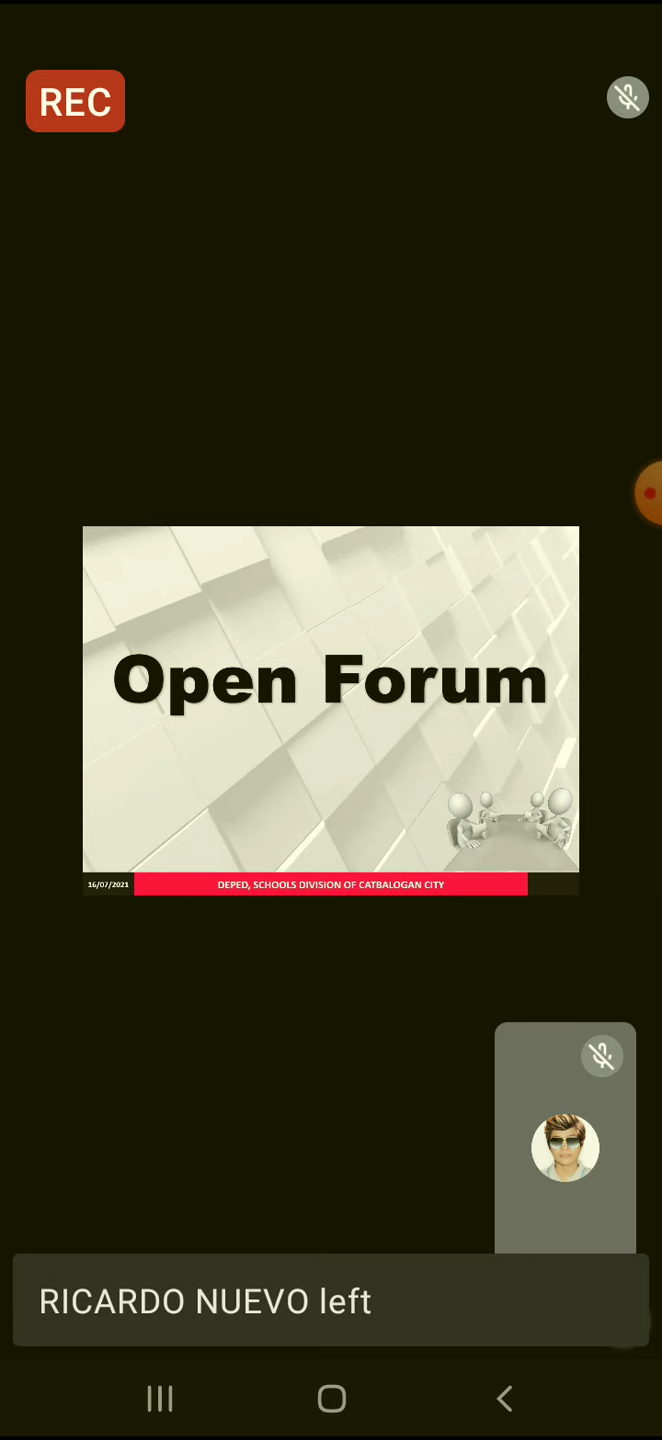 REC
Open Forum
16/07/2021
DEPED, SCHOOLS DIVISION OF CATBALOGAN CITY
RICARDO NUEVO left